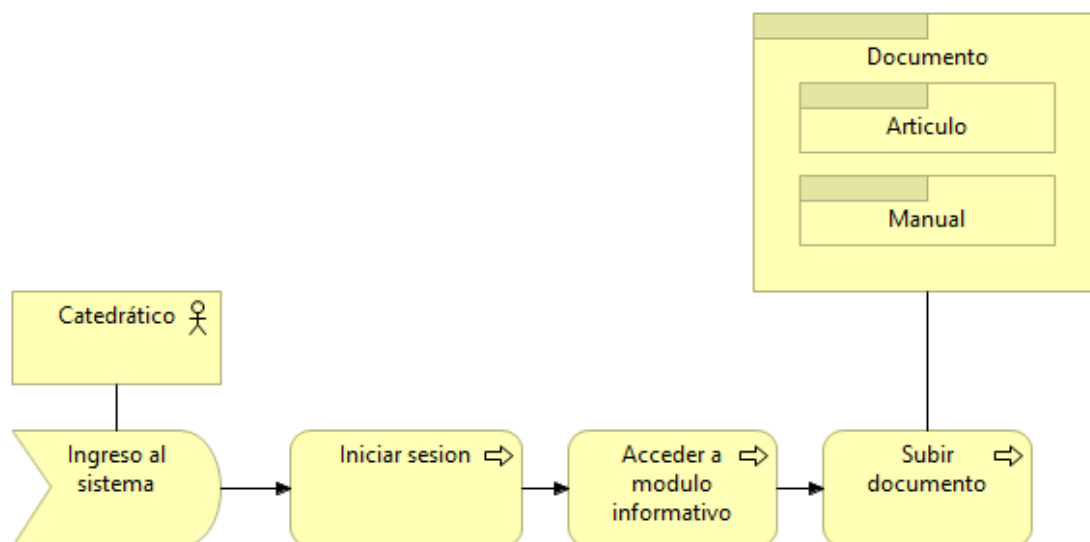 Documento
Articulo
Manual
Catedrático
Ingreso al
sistema
Iniciar sesion
Acceder a
modulo
informativo
Subir
documento